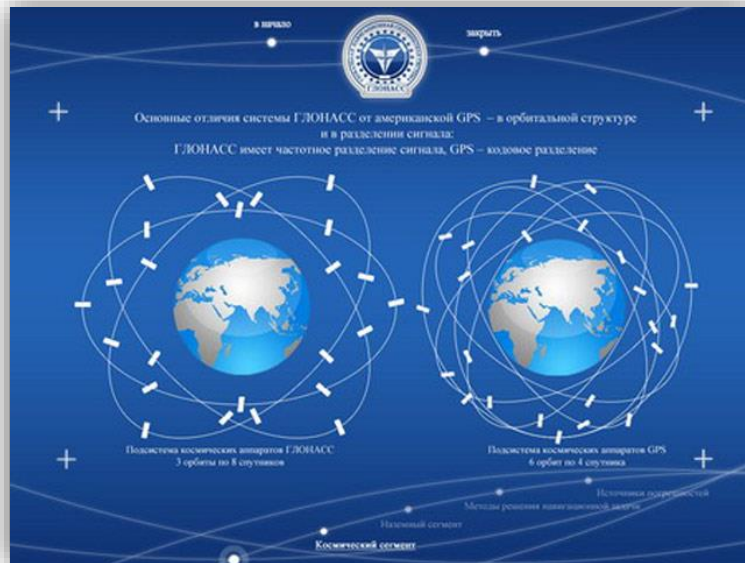 в начало
закрыть
ГЛОНАСС
Основные отличия системы ГЛОНАСС от американской GPS – в орбитальной структуре
и в разделении сигнала:
ГЛОНАСС имеет частотное разделение сигнала, GPS – кодовое разделение
Подсистема космических аппаратов ГЛОНАСС
3 орбиты по 8 спутников
Подсистема космических аппаратов GPS
6 орбит по 4 спутника
Источники погрешностей
Методы решения навигационной задачи
Наземный сегмент
Космический сегмент